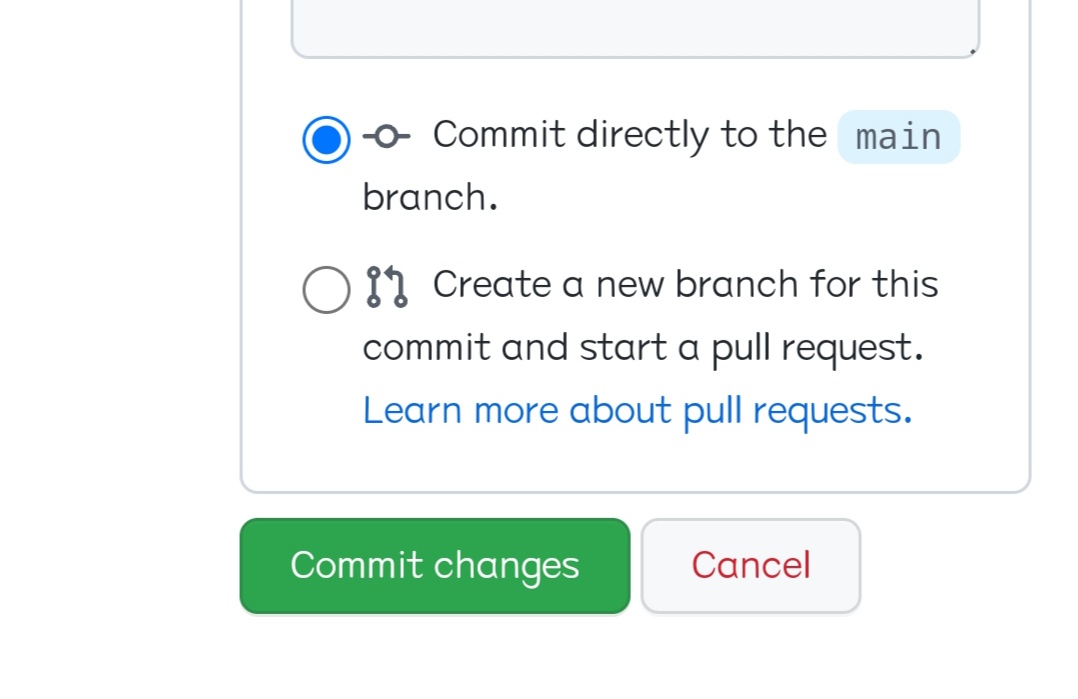 Commit directly to the main
branch.
Create a new branch for this
commit and start a pull request.
Learn more about pull requests.
Commit changes Cancel